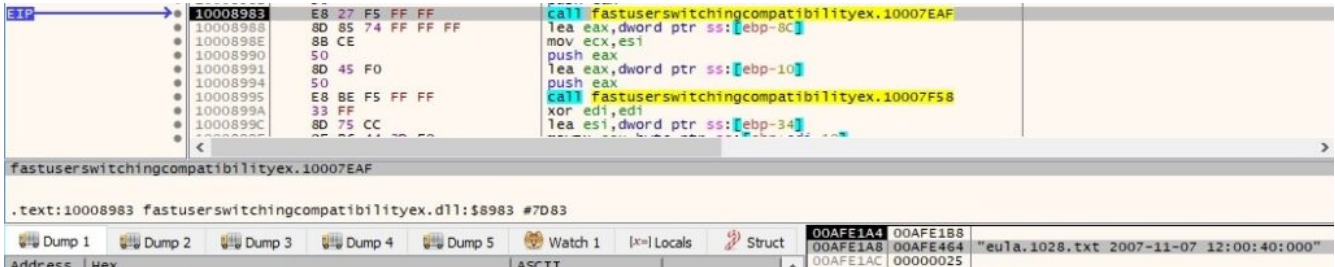 EIP
10008983 E8 27 F5 FF FF call fastuserswitchingcompatibilityex.10007EAF
10008988 8D 85 74 FF FF FF lea eax,dword ptr ss:[ebp-8C]
1000898E 8B CE mov ecx,esi
10008990 50 push eax
10008991 8D 45 F0 lea eax,dword ptr ss:[ebp-10]
10008994 50 push eax
10008995 E8 BE F5 FF FF call fastuserswitchingcompatibilityex.10007F58
1000899A 33 FF xor edi,edi
1000899C 8D 75 CC lea esi,dword ptr ss:[ebp-34]
fastuserswitchingcompatibilityex.10007EAF
.text:10008983 fastuserswitchingcompatibilityex.dll:$8983 #7D83
Dump 1 Dump 2 Dump 3 Dump 4 Dump 5 Watch 1 [x=] Locals Struct
00AFE1A4 00AFE1B8
00AFE1A8 00AFE464 "eula.1028.txt 2007-11-07 12:00:40:000"
00AFE1AC 00000025
Address Hex ASCII